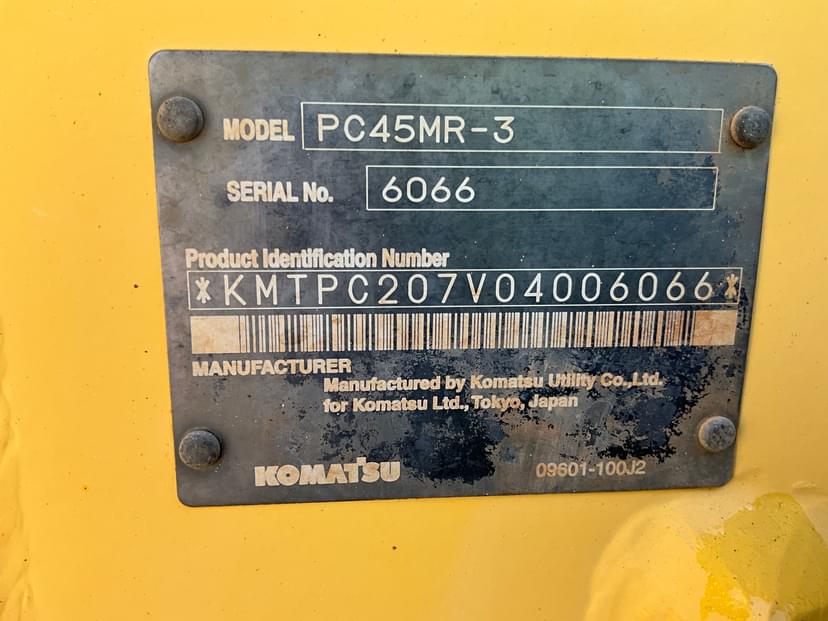 MODEL PC45MR-3
SERIAL No. 6066
Product Identification Number
*KMTPC207V04006066*
MANUFACTURER
Manufactured by Komatsu Utility Co.,Ltd.
for Komatsu Ltd., Tokyo, Japan
KOMATSU 09601-100J2